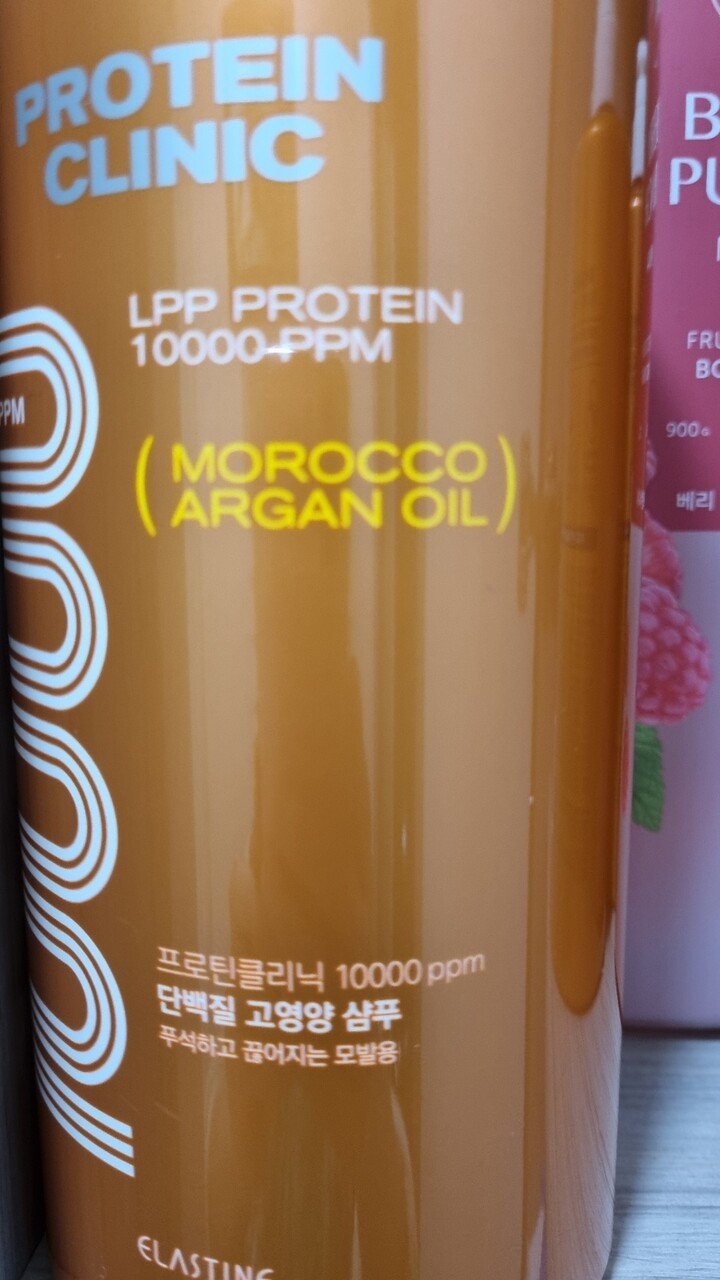 PROTEIN
CLINIC
LPP PROTEIN
10000 PPM
(MOROCCO
ARGAN OIL)
PPM
10000
프로틴클리닉 10000 ppm
단백질 고영양 샴푸
푸석하고 끊어지는 모발용
ELASTINE
900g
베리